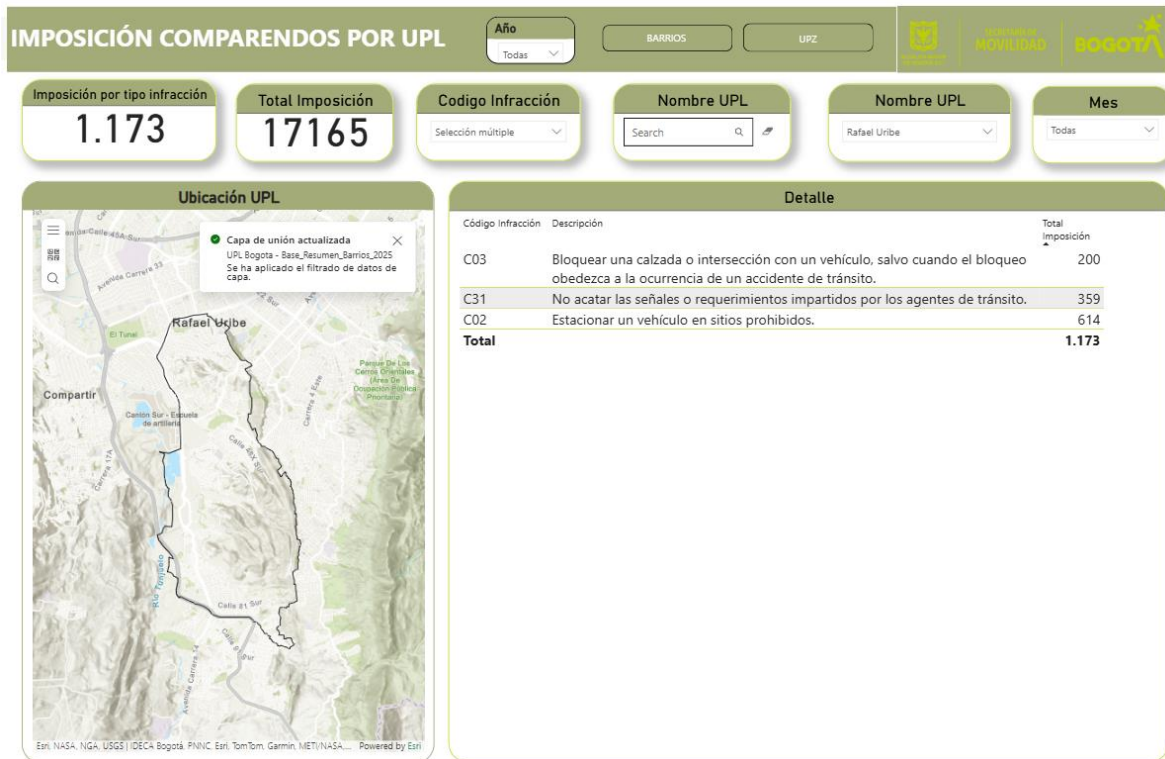 IMPOSICIÓN COMPARENDOS POR UPL
Año
Todas
BARRIOS
UPZ
SECRETARÍA DE
MOVILIDAD
BOGOTÁ
Imposición por tipo infracción
1.173
Total Imposición
17165
Codigo Infracción
Selección múltiple
Nombre UPL
Search
Nombre UPL
Rafael Uribe
Mes
Todas
Ubicación UPL
Capa de unión actualizada
UPL Bogota - Base_Resumen_Barrios_2025
Se ha aplicado el filtrado de datos de
capa.
Avenida Carrera 33
Rafael Uribe
El Tunal
Parque De Los
Cerros Orientales
(Área De
Ocupación Pública
Prioritaria)
Compartir
Cantón Sur - Escuela
de artillería
Carrera 4 Este
Calle 48X Sur
Carrera 17A
Río Tunjuelo
Calle 81 Sur
Calle 91 Sur
Avenida Carrera 14
Esri, NASA, NGA, USGS | IDECA Bogotá, PNNC, Esri, TomTom, Garmin, METI/NASA,... Powered by Esri
Detalle
Código Infracción Descripción Total
Imposición
C03 Bloquear una calzada o intersección con un vehículo, salvo cuando el bloqueo 200
obedezca a la ocurrencia de un accidente de tránsito.
C31 No acatar las señales o requerimientos impartidos por los agentes de tránsito. 359
C02 Estacionar un vehículo en sitios prohibidos. 614
Total 1.173